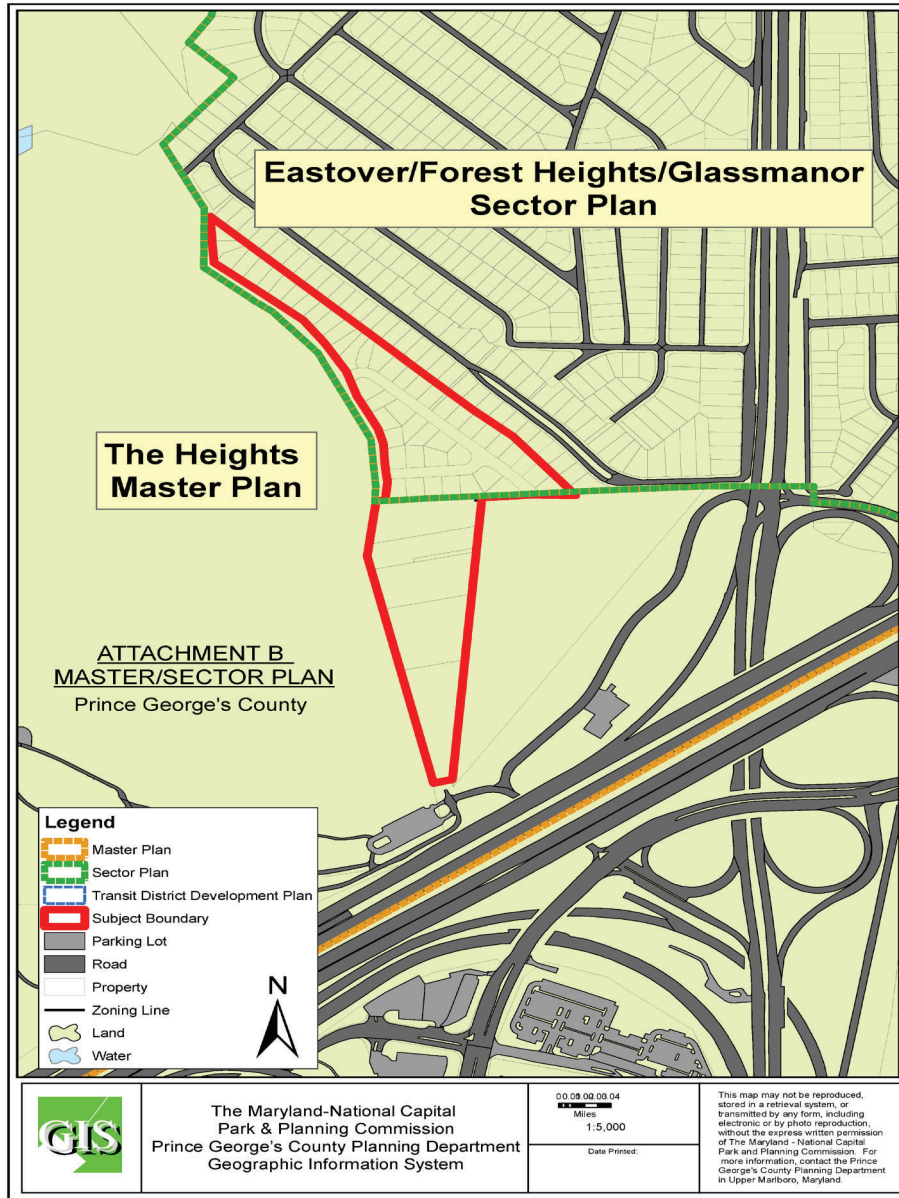 Eastover/Forest Heights/Glassmanor
Sector Plan
The Heights
Master Plan
ATTACHMENT B
MASTER/SECTOR PLAN
Prince George's County
Legend
Master Plan
Sector Plan
Transit District Development Plan
Subject Boundary
Parking Lot
Road
Property
Zoning Line
Land
Water
N
GIS
The Maryland-National Capital
Park & Planning Commission
Prince George's County Planning Department
Geographic Information System
Miles
1:5,000
Date Printed:
This map may not be reproduced,
stored in a retrieval system, or
transmitted by any form, including
electronic or by photo reproduction,
without the express written permission
of The Maryland - National Capital
Park and Planning Commission. For
more information, contact the Prince
George's County Planning Department
in Upper Marlboro, Maryland.